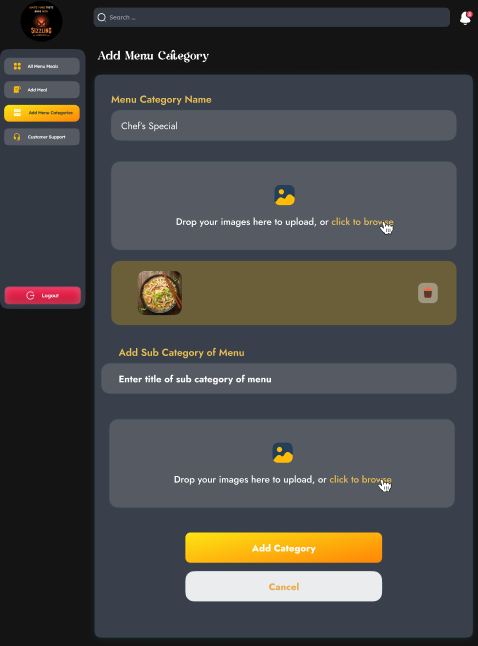 SIZZLING
Search ...
Add Menu Category
All Menu Meals
Add Meal
Add Menu Categories
Customer Support
Logout
Menu Category Name
Chef's Special
Drop your images here to upload, or click to browse
Add Sub Category of Menu
Enter title of sub category of menu
Drop your images here to upload, or click to browse
Add Category
Cancel